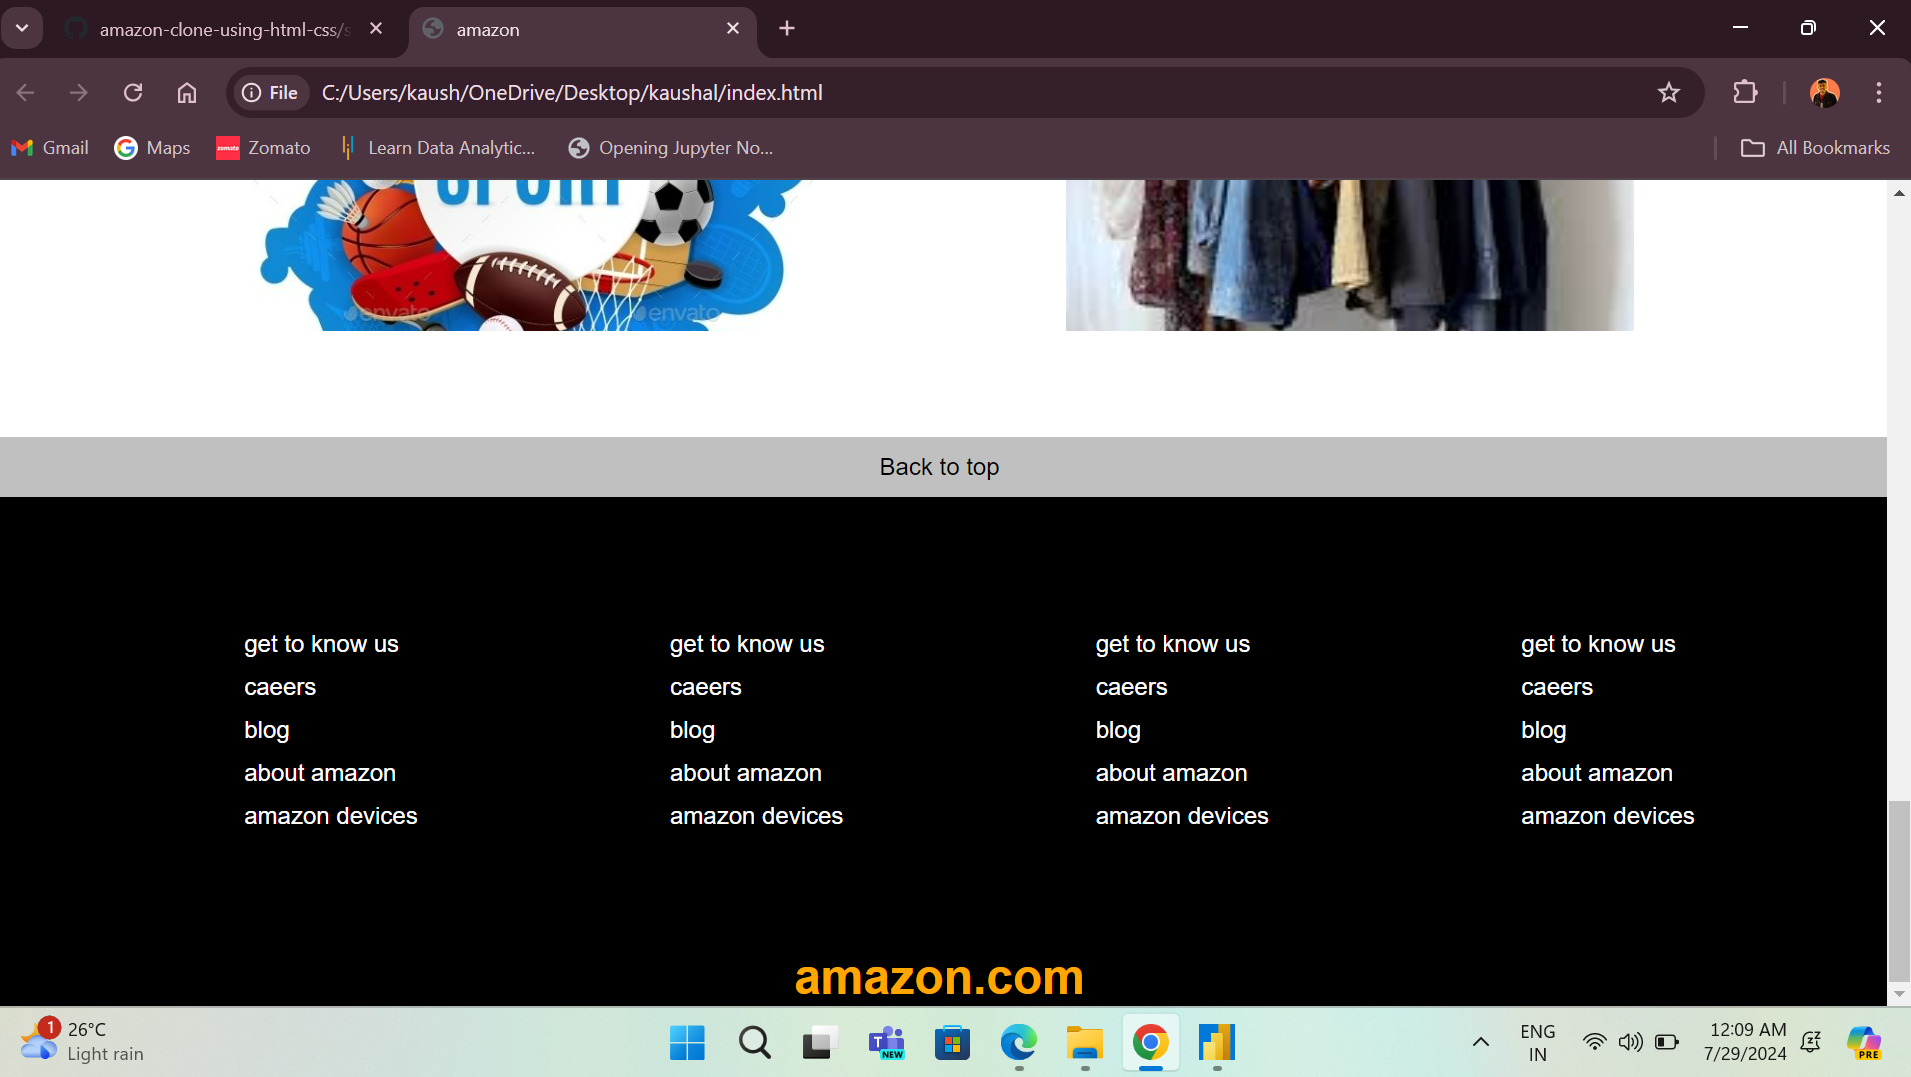 amazon-clone-using-html-css/s
amazon
File
C:/Users/kaush/OneDrive/Desktop/kaushal/index.html
Gmail
Maps
zomato
Zomato
Learn Data Analytic...
Opening Jupyter No...
All Bookmarks
SPORT
envato
envato
Back to top
get to know us
get to know us
get to know us
get to know us
caeers
caeers
caeers
caeers
blog
blog
blog
blog
about amazon
about amazon
about amazon
about amazon
amazon devices
amazon devices
amazon devices
amazon devices
amazon.com
1
26°C
Light rain
T
NEW
ENG
IN
12:09 AM
7/29/2024
PRE